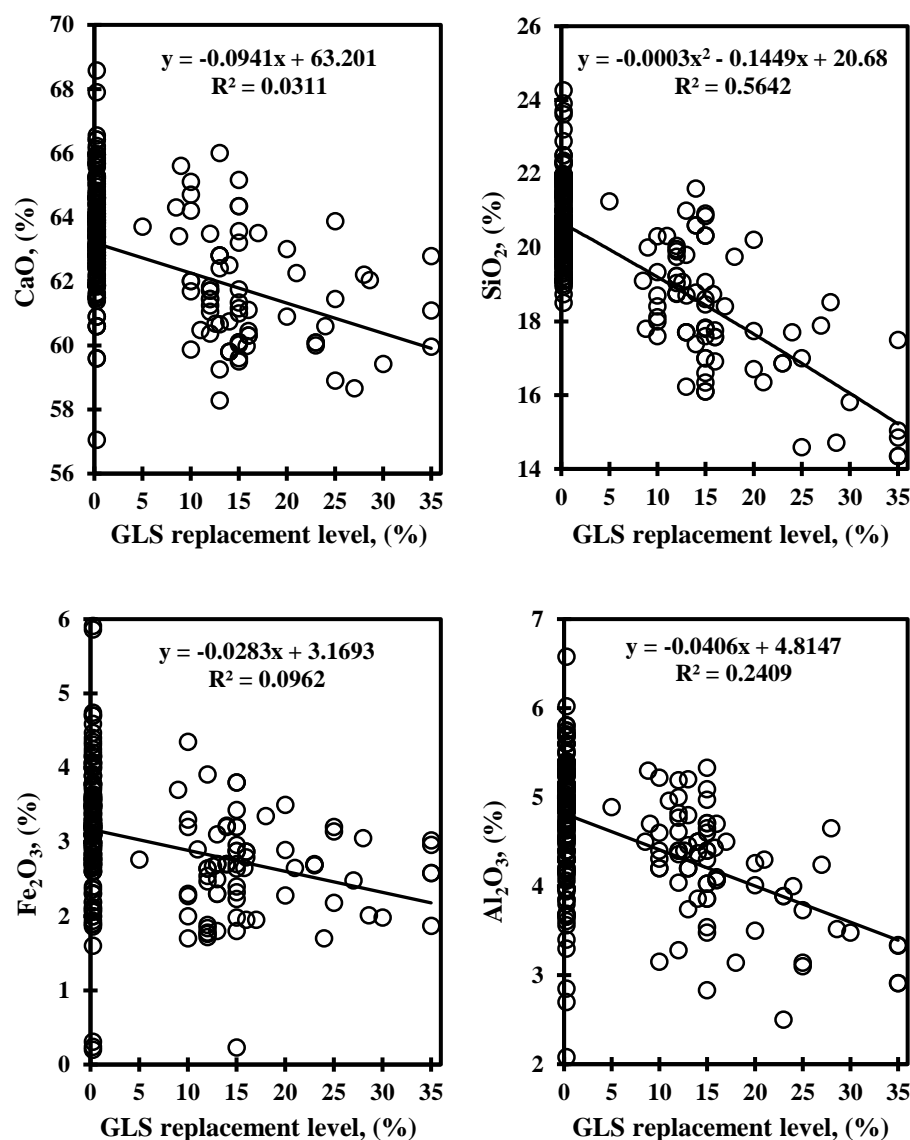 y = -0.0941x + 63.201
R² = 0.0311
70
68
66
64
62
60
58
56
CaO, (%)
0 5 10 15 20 25 30 35
GLS replacement level, (%)
y = -0.0003x² - 0.1449x + 20.68
R² = 0.5642
26
24
22
20
18
16
14
SiO₂, (%)
0 5 10 15 20 25 30 35
GLS replacement level, (%)
y = -0.0283x + 3.1693
R² = 0.0962
6
5
4
3
2
1
0
Fe₂O₃, (%)
0 5 10 15 20 25 30 35
GLS replacement level, (%)
y = -0.0406x + 4.8147
R² = 0.2409
7
6
5
4
3
2
Al₂O₃, (%)
0 5 10 15 20 25 30 35
GLS replacement level, (%)